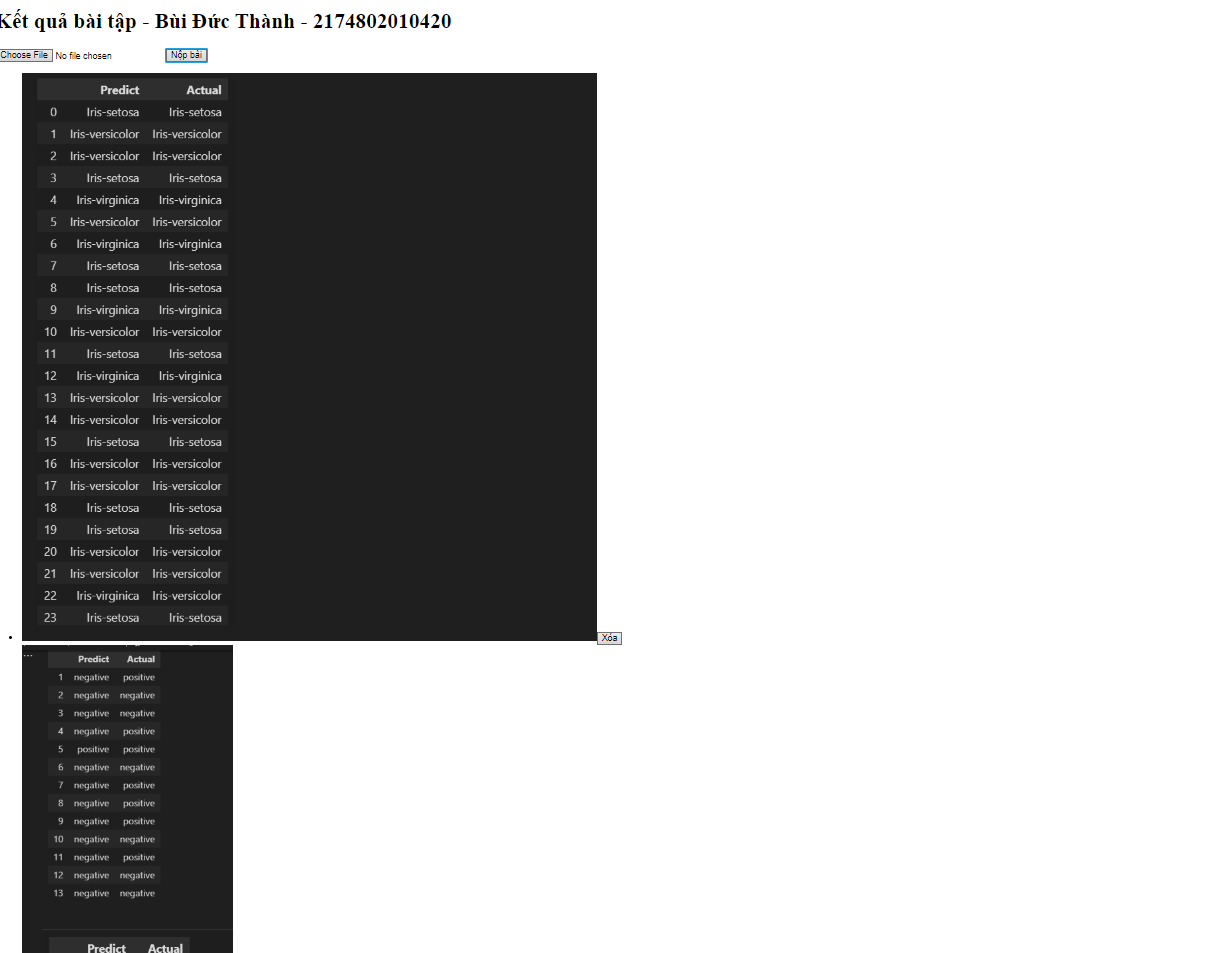 Kết quả bài tập - Bùi Đức Thành - 2174802010420
Choose File No file chosen Nộp bài
Predict Actual
0 Iris-setosa Iris-setosa
1 Iris-versicolor Iris-versicolor
2 Iris-versicolor Iris-versicolor
3 Iris-setosa Iris-setosa
4 Iris-virginica Iris-virginica
5 Iris-versicolor Iris-versicolor
6 Iris-virginica Iris-virginica
7 Iris-setosa Iris-setosa
8 Iris-setosa Iris-setosa
9 Iris-virginica Iris-virginica
10 Iris-versicolor Iris-versicolor
11 Iris-setosa Iris-setosa
12 Iris-virginica Iris-virginica
13 Iris-versicolor Iris-versicolor
14 Iris-versicolor Iris-versicolor
15 Iris-setosa Iris-setosa
16 Iris-versicolor Iris-versicolor
17 Iris-versicolor Iris-versicolor
18 Iris-setosa Iris-setosa
19 Iris-setosa Iris-setosa
20 Iris-versicolor Iris-versicolor
21 Iris-versicolor Iris-versicolor
22 Iris-virginica Iris-versicolor
23 Iris-setosa Iris-setosa
Xóa
... Predict Actual
1 negative positive
2 negative negative
3 negative negative
4 negative positive
5 positive positive
6 negative negative
7 negative positive
8 negative positive
9 negative positive
10 negative negative
11 negative positive
12 negative negative
13 negative negative
Predict Actual